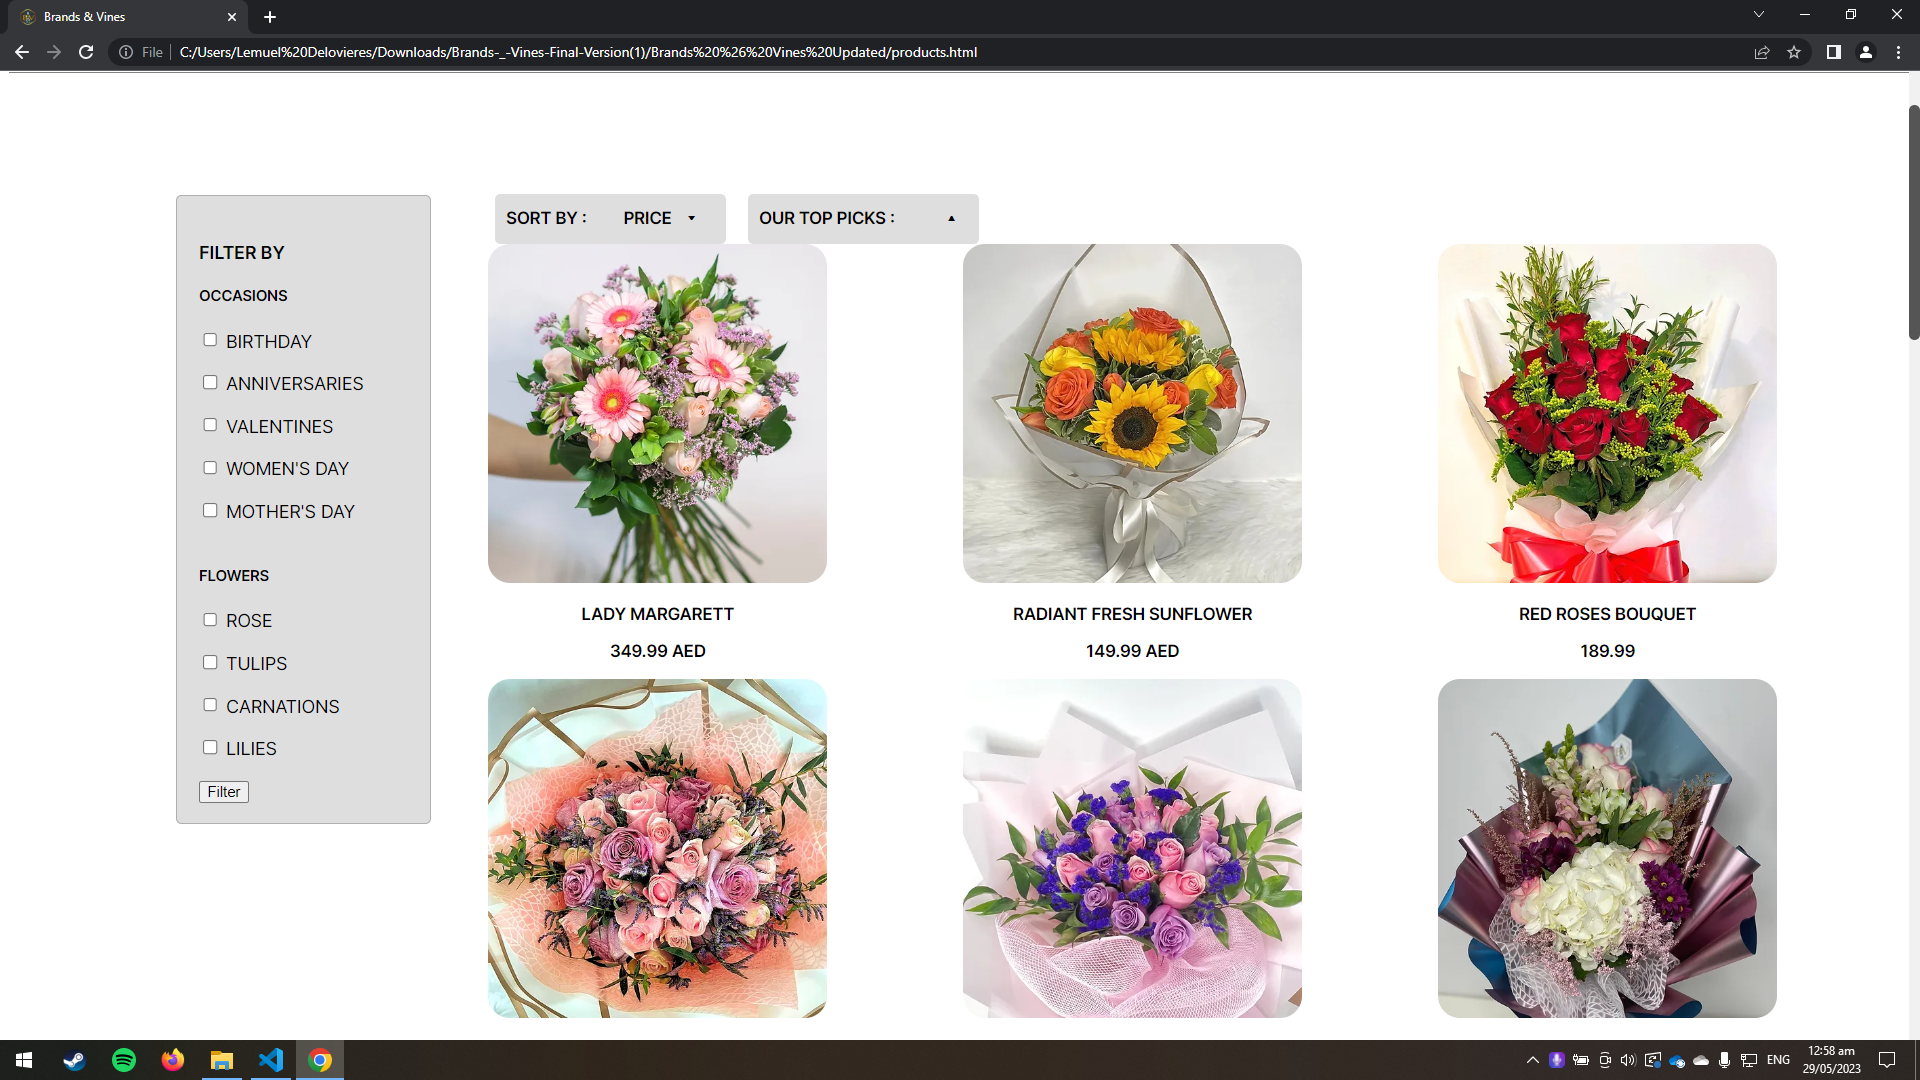 Brands & Vines
File
C:/Users/Lemuel%20Delovieres/Downloads/Brands-_-Vines-Final-Version(1)/Brands%20%26%20Vines%20Updated/products.html
SORT BY : PRICE
OUR TOP PICKS :
FILTER BY
OCCASIONS
BIRTHDAY
ANNIVERSARIES
VALENTINES
WOMEN'S DAY
MOTHER'S DAY
FLOWERS
ROSE
TULIPS
CARNATIONS
LILIES
Filter
LADY MARGARETT
349.99 AED
RADIANT FRESH SUNFLOWER
149.99 AED
RED ROSES BOUQUET
189.99
ENG
12:58 am
29/05/2023